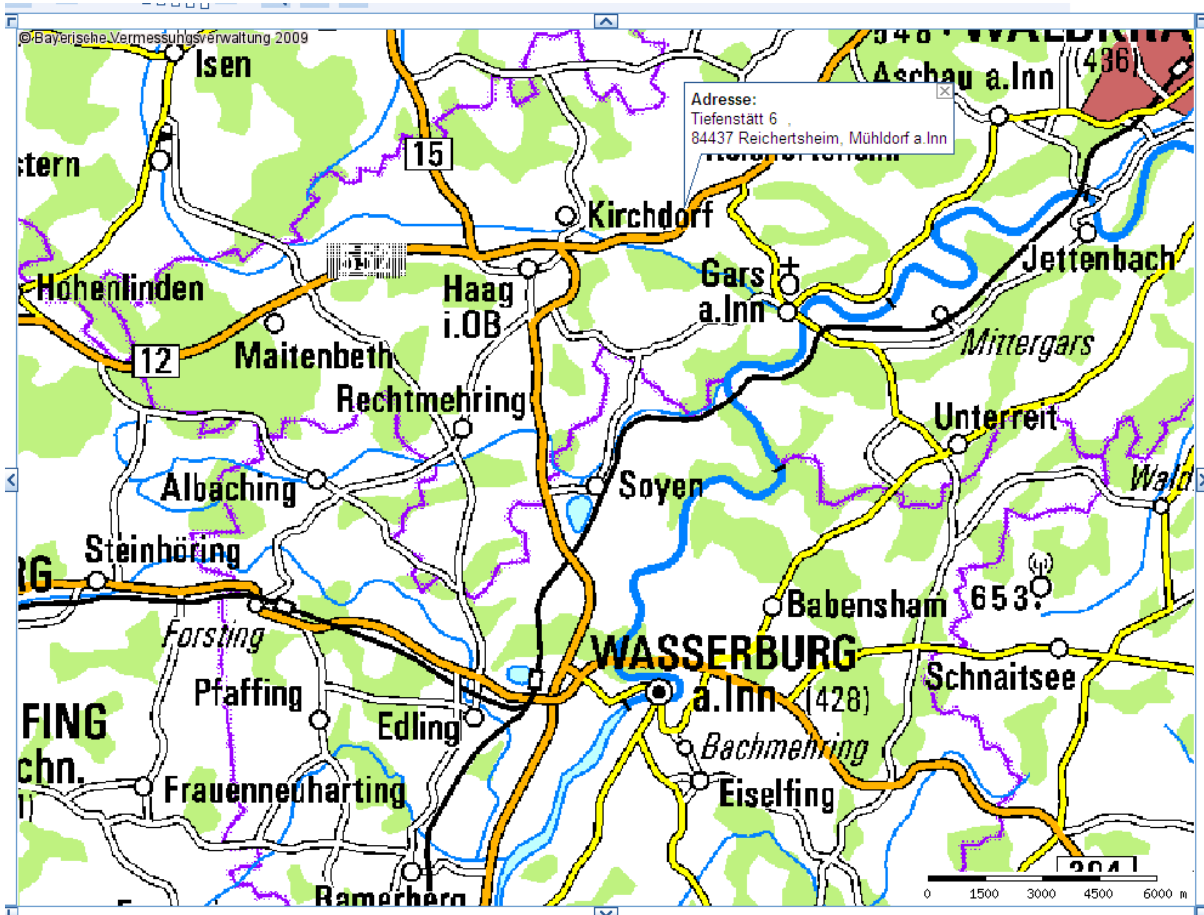 © Bayerische Vermessungsverwaltung 2009
Isen
Aschau a.Inn
(436)
Adresse:
Tiefenstätt 6 ,
84437 Reichertsheim, Mühldorf a.Inn
15
Kirchdorf
Hohenlinden
Haag
i.OB
Gars
a.Inn
Jettenbach
12
Maitenbeth
Mittergars
Rechtmehring
Unterreit
Albaching
Soyen
Wald
Steinhöring
Babensham
653.
Forsting
WASSERBURG
a.Inn (428)
Schnaitsee
Pfaffing
Edling
Bachmehring
Frauenneuharting
Eiselfing
FING
chn.
Ramerberg
304
0 1500 3000 4500 6000 m